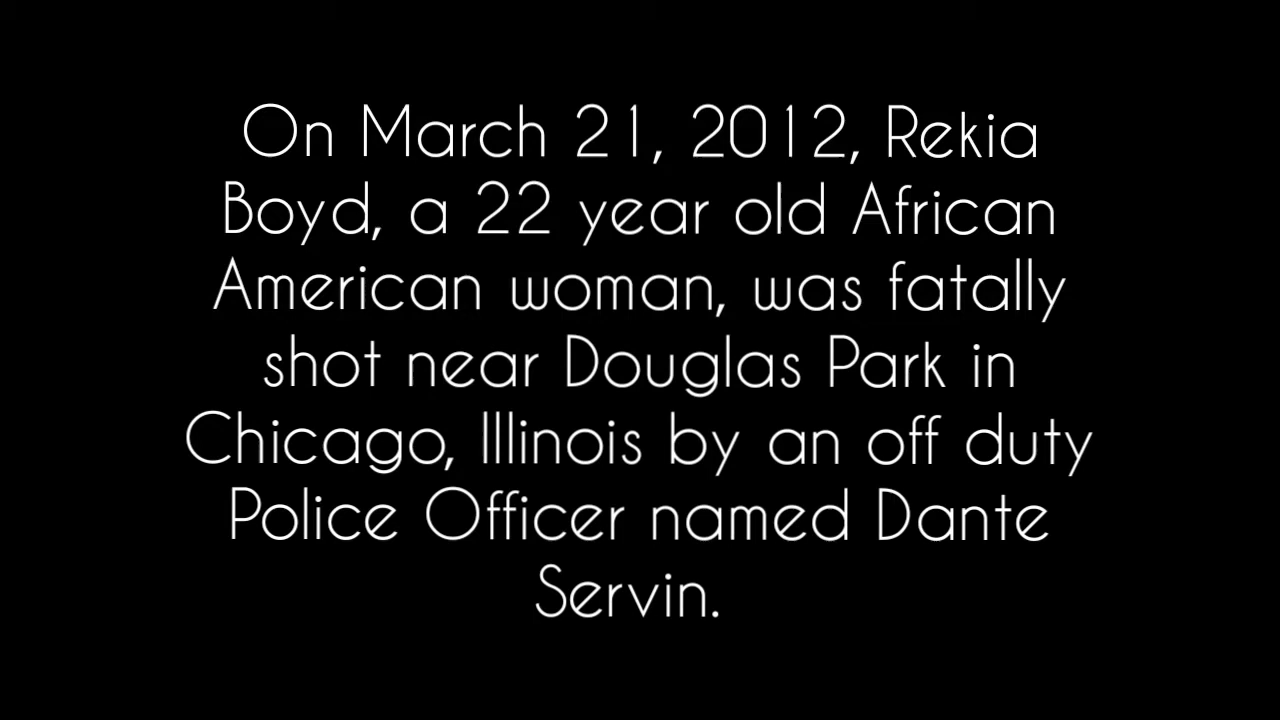 On March 21, 2012, Rekia
Boyd, a 22 year old African
American woman, was fatally
shot near Douglas Park in
Chicago, Illinois by an off duty
Police Officer named Dante
Servin.